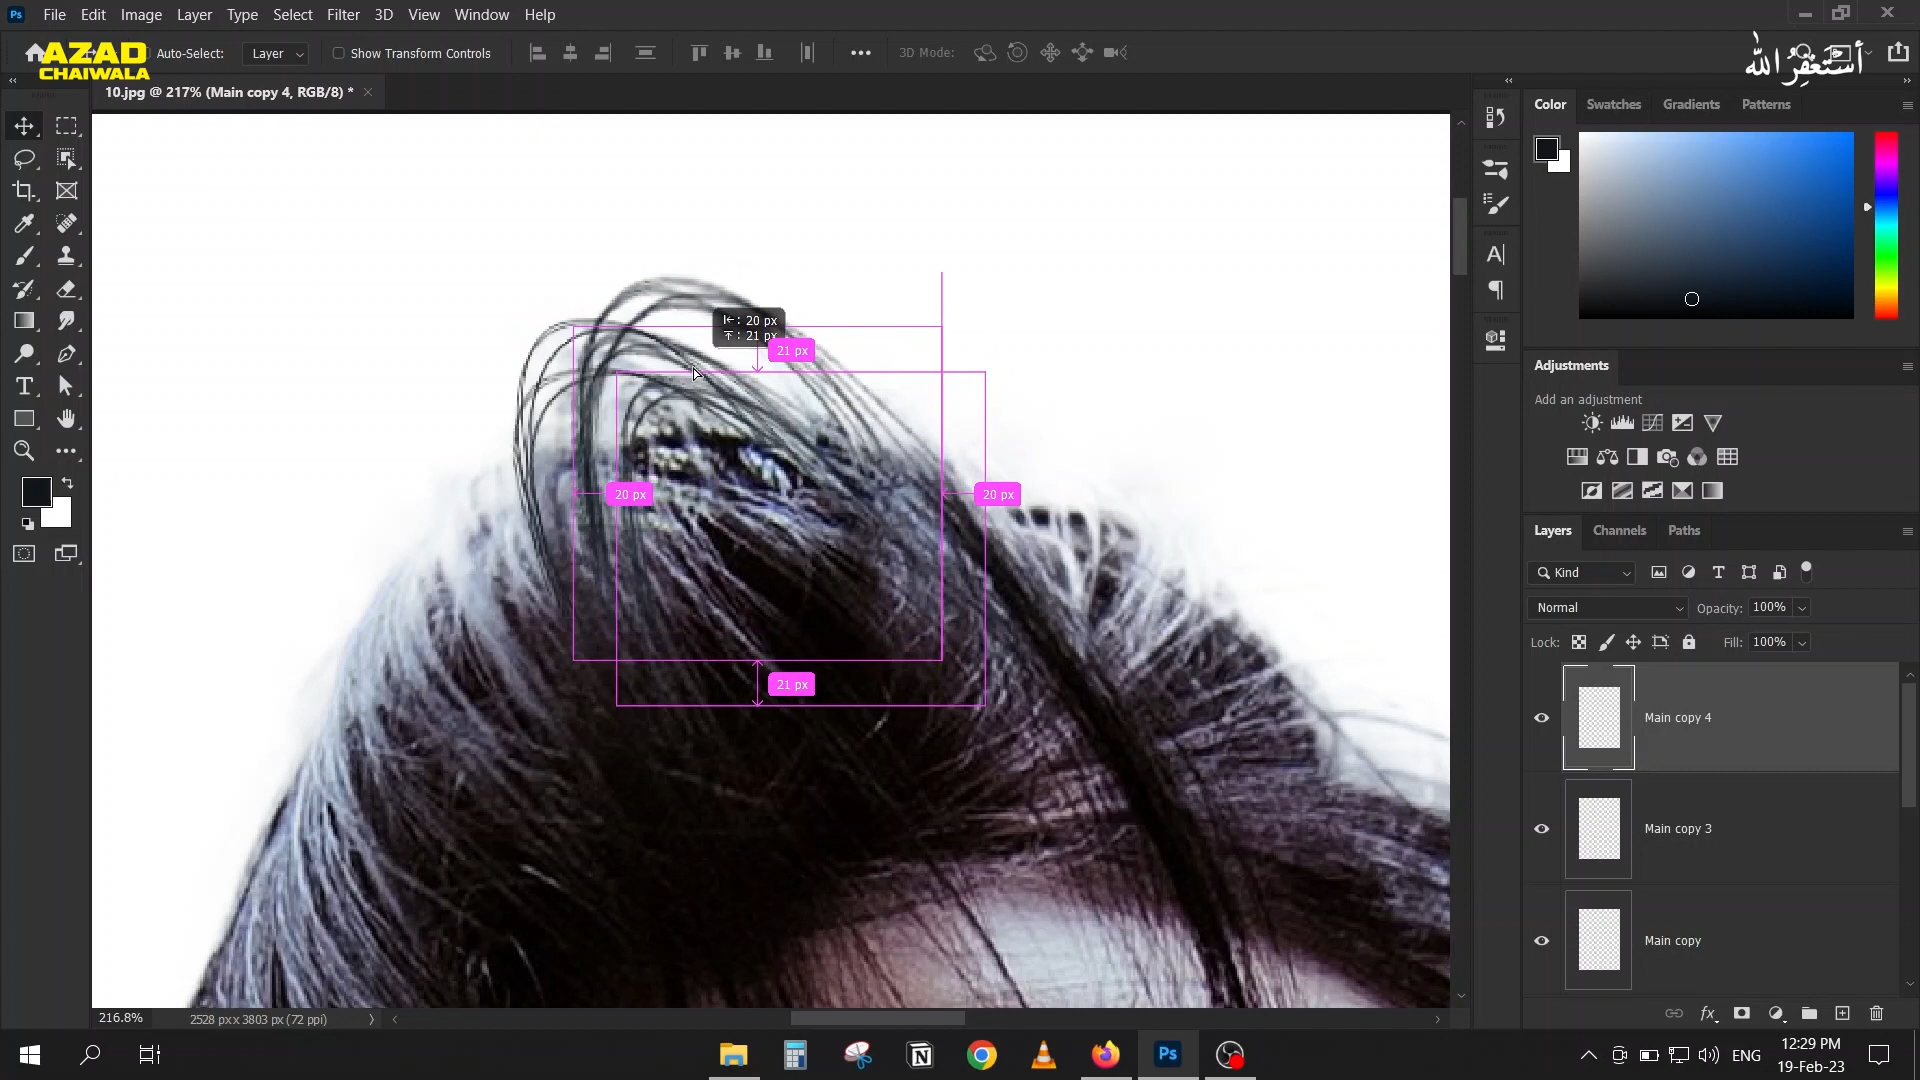 File Edit Image Layer Type Select Filter 3D View Window Help
AZAD
CHAIWALA
Auto-Select: Layer Show Transform Controls 3D Mode:
أستغفر الله
10.jpg @ 217% (Main copy 4, RGB/8) *
Color Swatches Gradients Patterns
: 20 px
: 21 px
21 px
20 px
20 px
21 px
Adjustments
Add an adjustment
Layers Channels Paths
Kind
Normal Opacity: 100%
Lock: Fill: 100%
Main copy 4
Main copy 3
Main copy
216.8% 2528 px x 3803 px (72 ppi)
ENG
12:29 PM
19-Feb-23